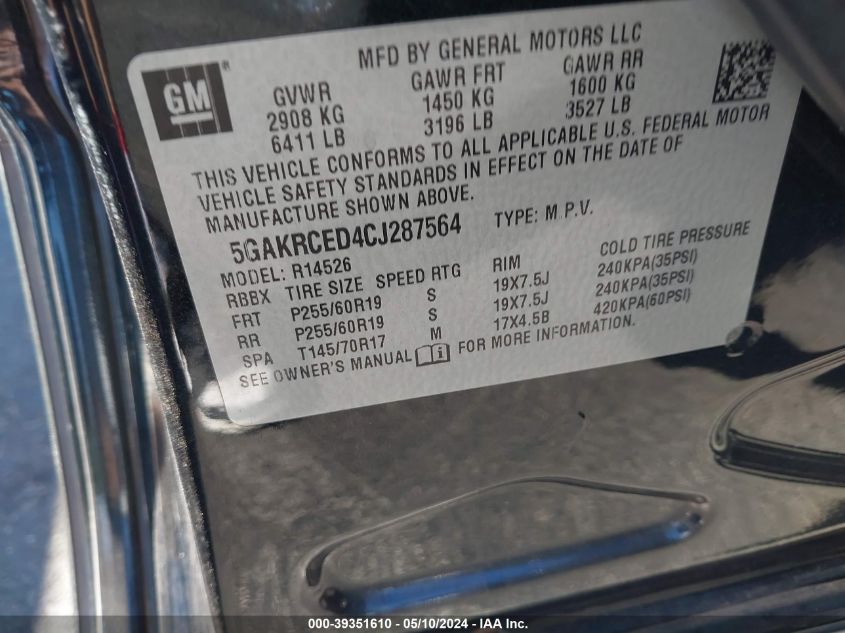 MFD BY GENERAL MOTORS LLC
GM®
GVWR GAWR FRT GAWR RR
2908 KG 1450 KG 1600 KG
6411 LB 3196 LB 3527 LB
THIS VEHICLE CONFORMS TO ALL APPLICABLE U.S. FEDERAL MOTOR
VEHICLE SAFETY STANDARDS IN EFFECT ON THE DATE OF
MANUFACTURE SHOWN ABOVE.
5GAKRCED4CJ287564 TYPE: M.P.V.
MODEL: R14526
RBBX TIRE SIZE SPEED RTG RIM COLD TIRE PRESSURE
FRT P255/60R19 S 19X7.5J 240KPA(35PSI)
RR P255/60R19 S 19X7.5J 240KPA(35PSI)
SPA T145/70R17 M 17X4.5B 420KPA(60PSI)
SEE OWNER'S MANUAL FOR MORE INFORMATION.
000-39351610 - 05/10/2024 - IAA Inc.